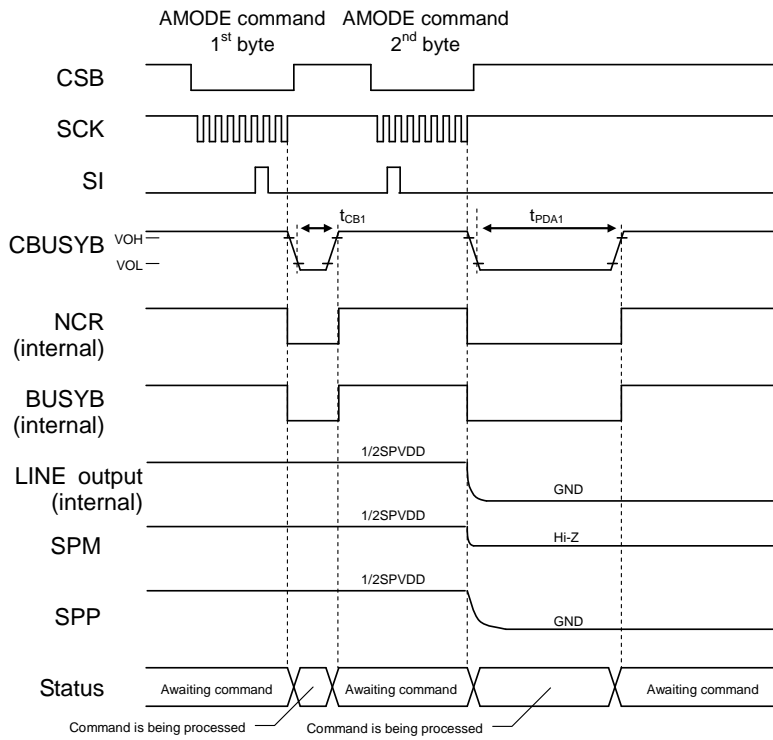 AMODE command
1st byte
AMODE command
2nd byte
CSB
SCK
SI
tCB1
tPDA1
CBUSYB
VOH
VOL
NCR
(internal)
BUSYB
(internal)
1/2SPVDD
LINE output
(internal)
GND
1/2SPVDD
SPM
Hi-Z
1/2SPVDD
SPP
GND
Status
Awaiting command
Awaiting command
Awaiting command
Command is being processed
Command is being processed